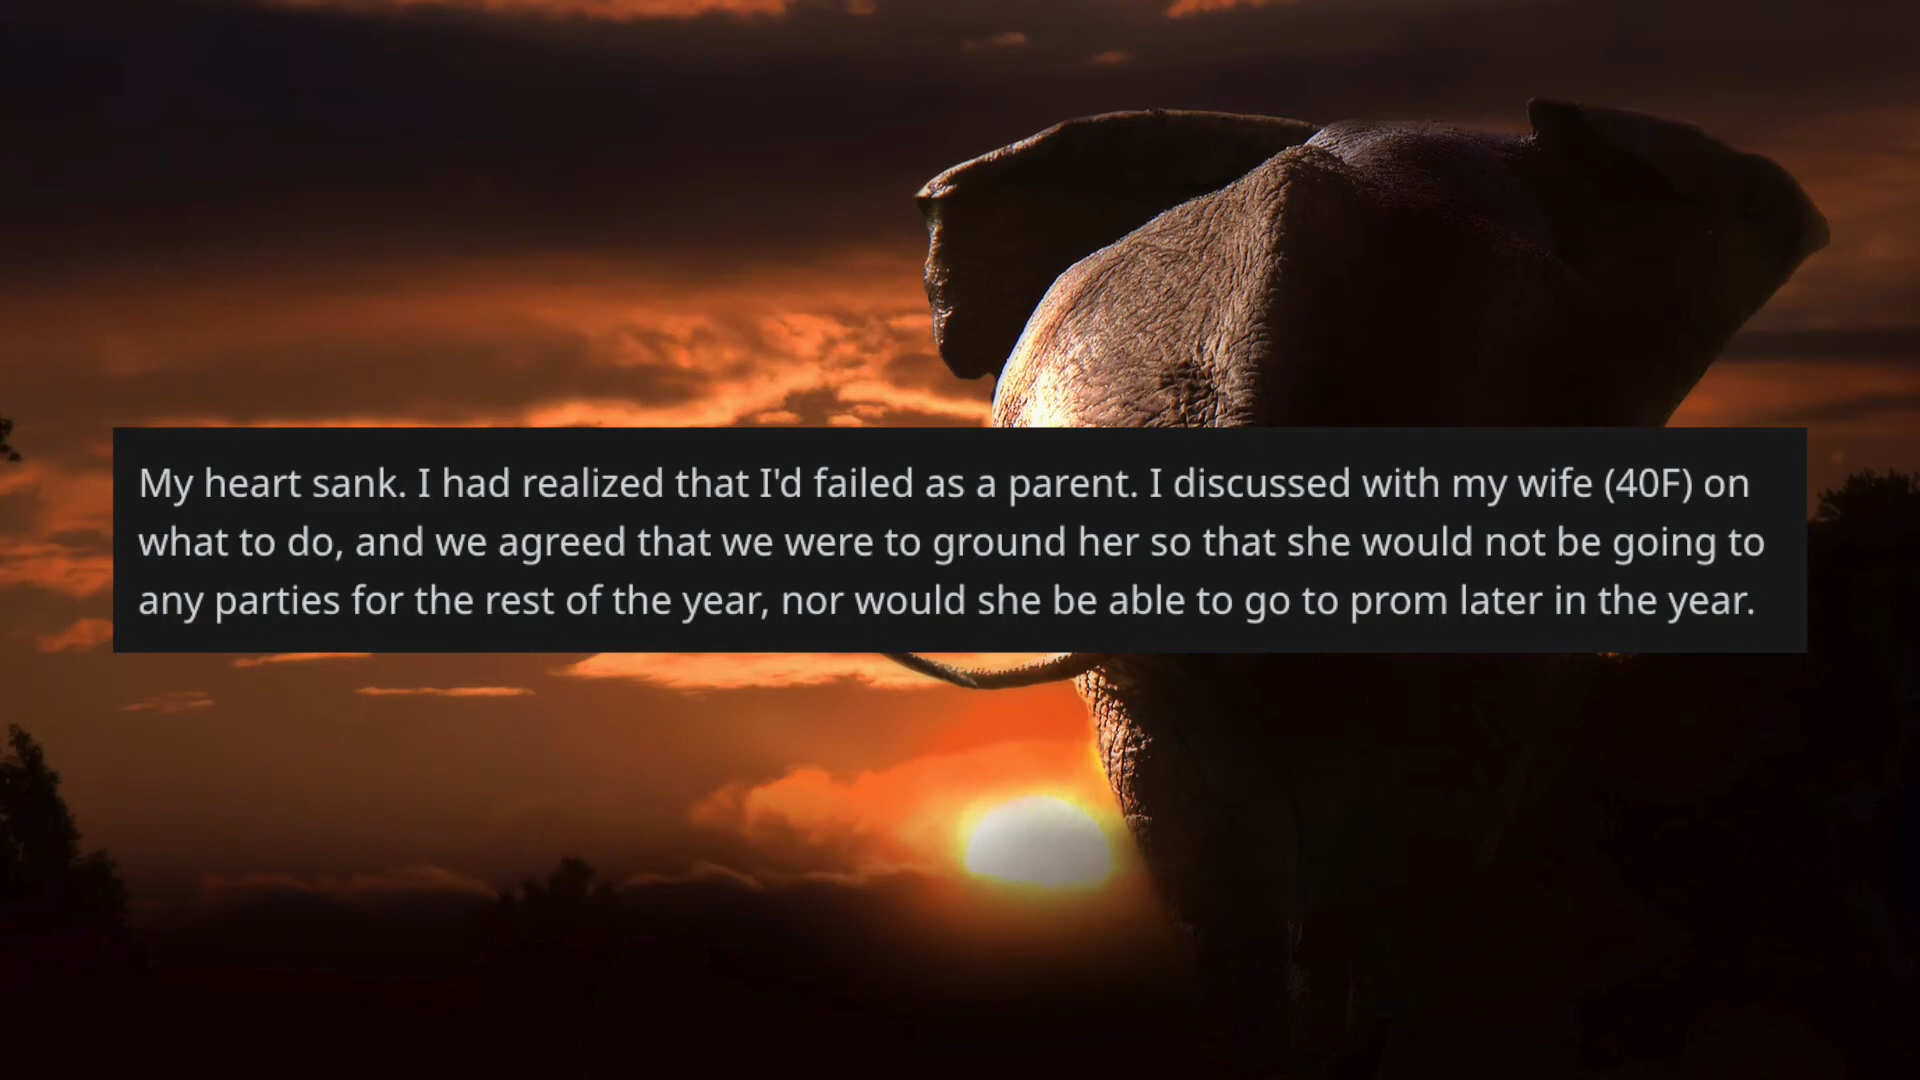 My heart sank. I had realized that I'd failed as a parent. I discussed with my wife (40F) on
what to do, and we agreed that we were to ground her so that she would not be going to
any parties for the rest of the year, nor would she be able to go to prom later in the year.